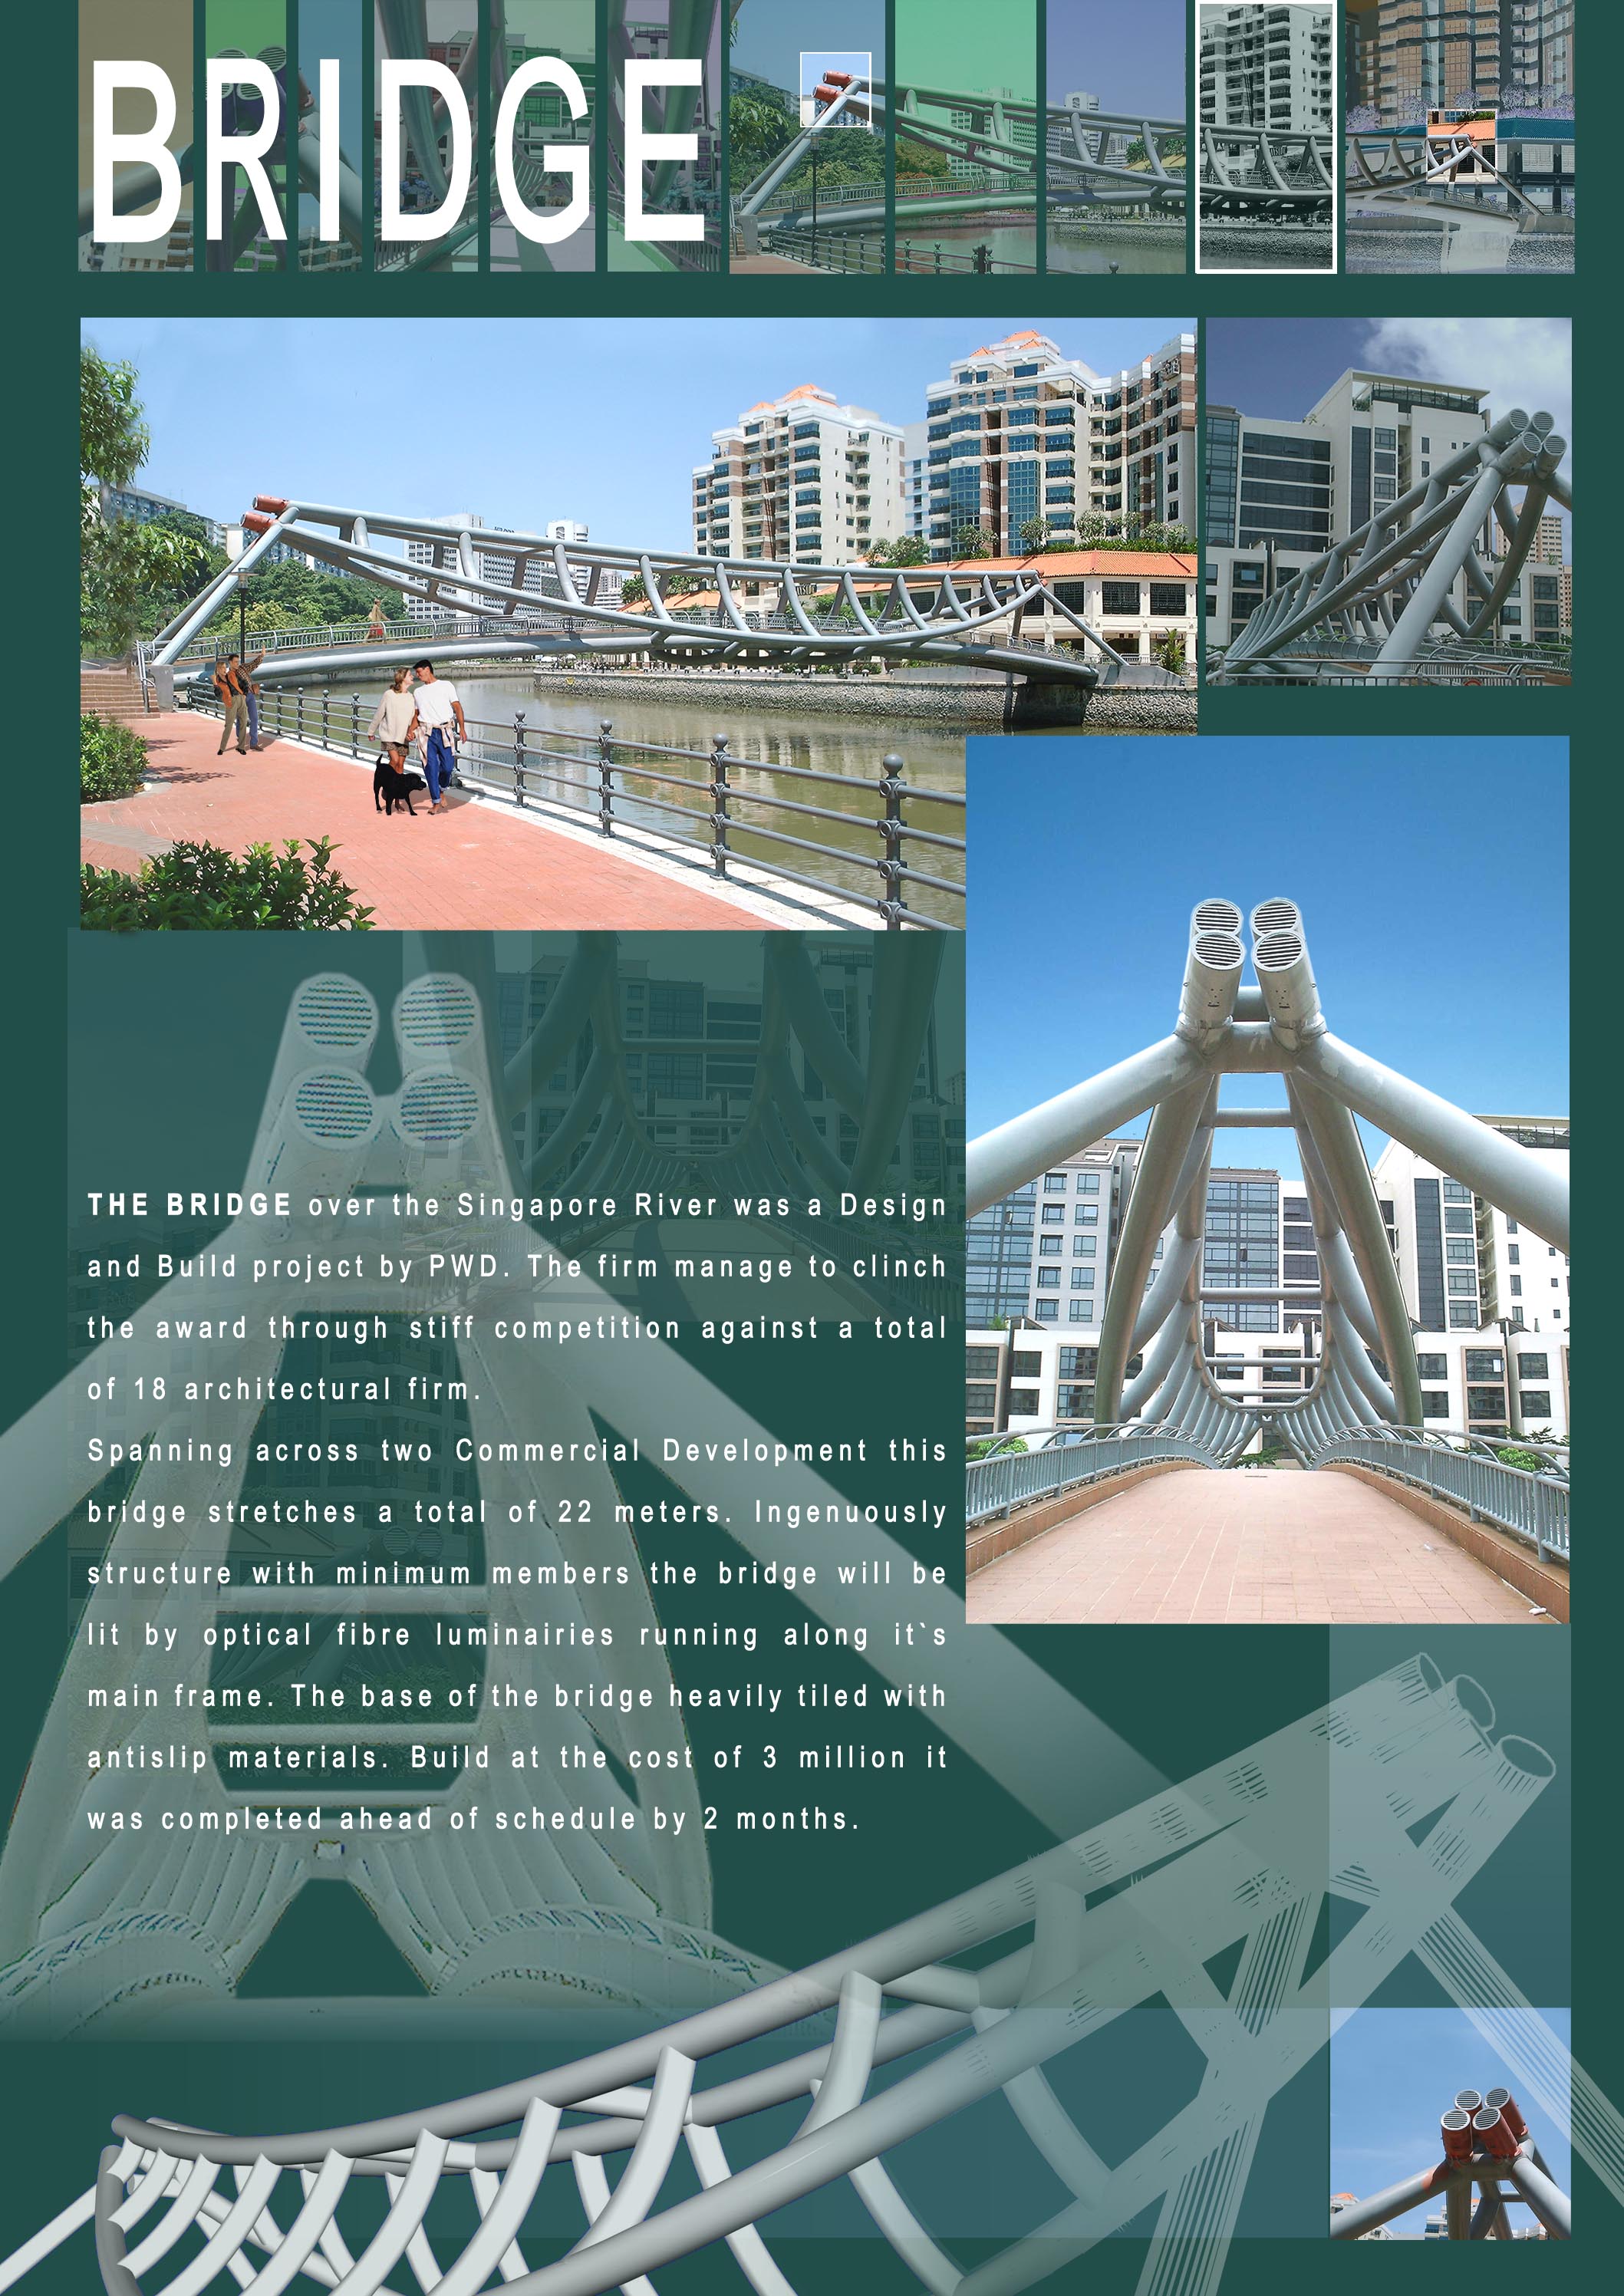 BRIDGE
THE BRIDGE over the Singapore River was a Design
and Build project by PWD. The firm manage to clinch
the award through stiff competition against a total
of 18 architectural firm.
Spanning across two Commercial Development this
bridge stretches a total of 22 meters. Ingenuously
structure with minimum members the bridge will be
lit by optical fibre luminairies running along it`s
main frame. The base of the bridge heavily tiled with
antislip materials. Build at the cost of 3 million it
was completed ahead of schedule by 2 months.